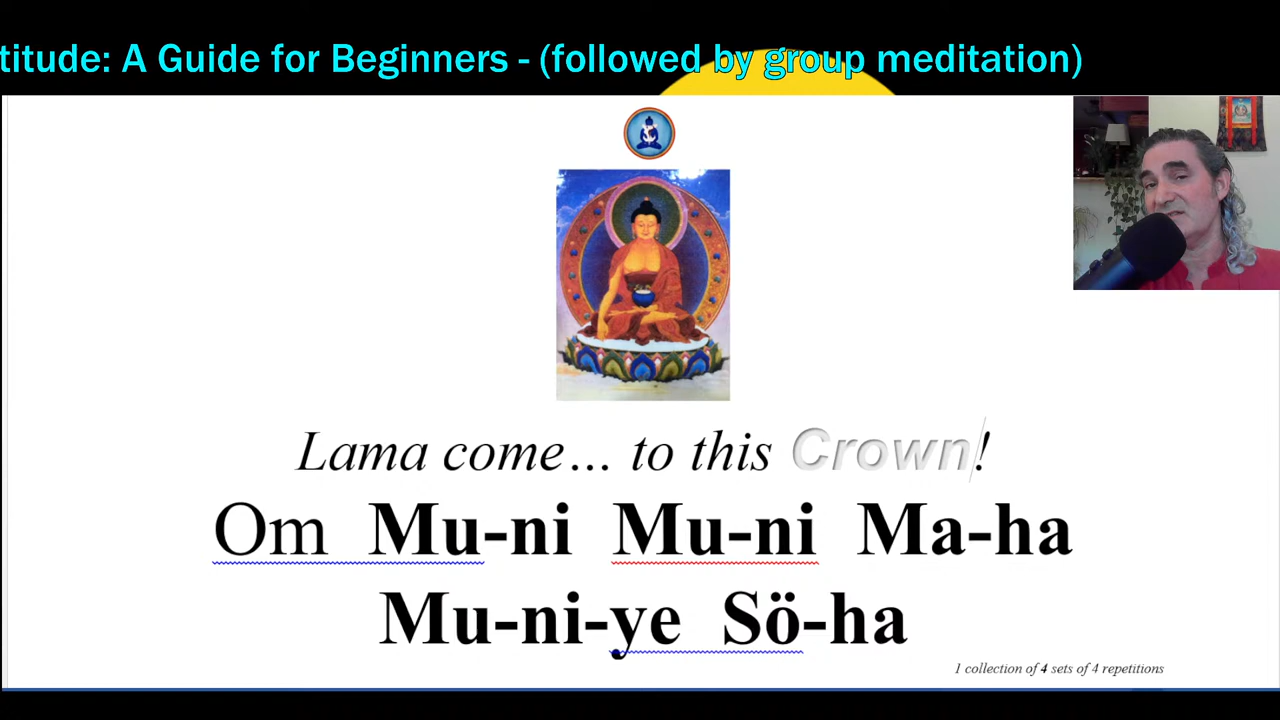 titude: A Guide for Beginners - (followed by group meditation)
Lama come… to this Crown!
Om Mu-ni Mu-ni Ma-ha
Mu-ni-ye Sö-ha
1 collection of 4 sets of 4 repetitions